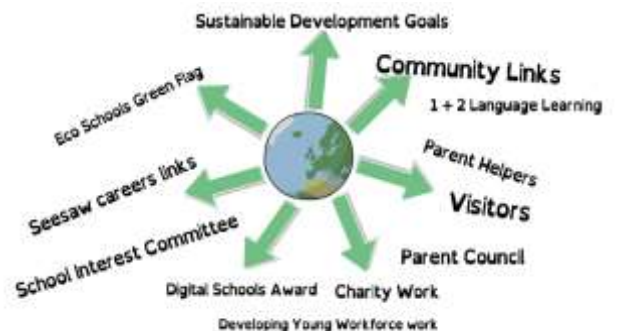 Sustainable Development Goals
Community Links
Eco Schools Green Flag
1 + 2 Language Learning
Parent Helpers
Seesaw careers links
Visitors
School Interest Committee
Parent Council
Digital Schools Award
Charity Work
Developing Young Workforce work